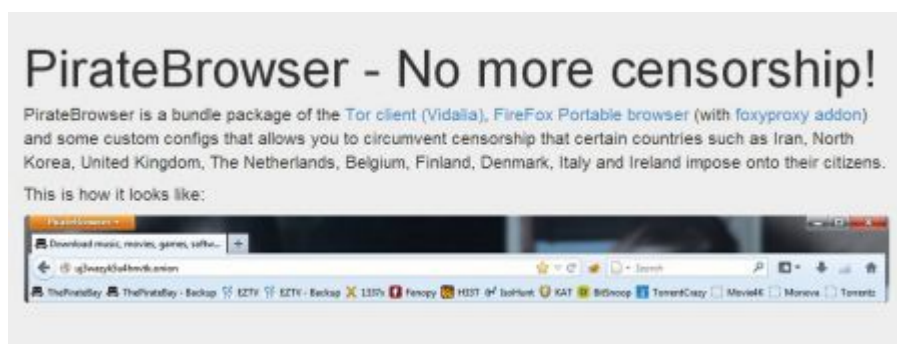 PirateBrowser - No more censorship!
PirateBrowser is a bundle package of the Tor client (Vidalia), FireFox Portable browser (with foxyproxy addon)
and some custom configs that allows you to circumvent censorship that certain countries such as Iran, North
Korea, United Kingdom, The Netherlands, Belgium, Finland, Denmark, Italy and Ireland impose onto their citizens.
This is how it looks like:
PirateBrowser
Download music, movies, games, softw...
Search
ThePirateBay ThePirateBay - Backup EZTV EZTV - Backup 1337x Fenopy H33T IsoHunt KAT BitSnoop TorrentCrazy Movie4K Monova Torrentz